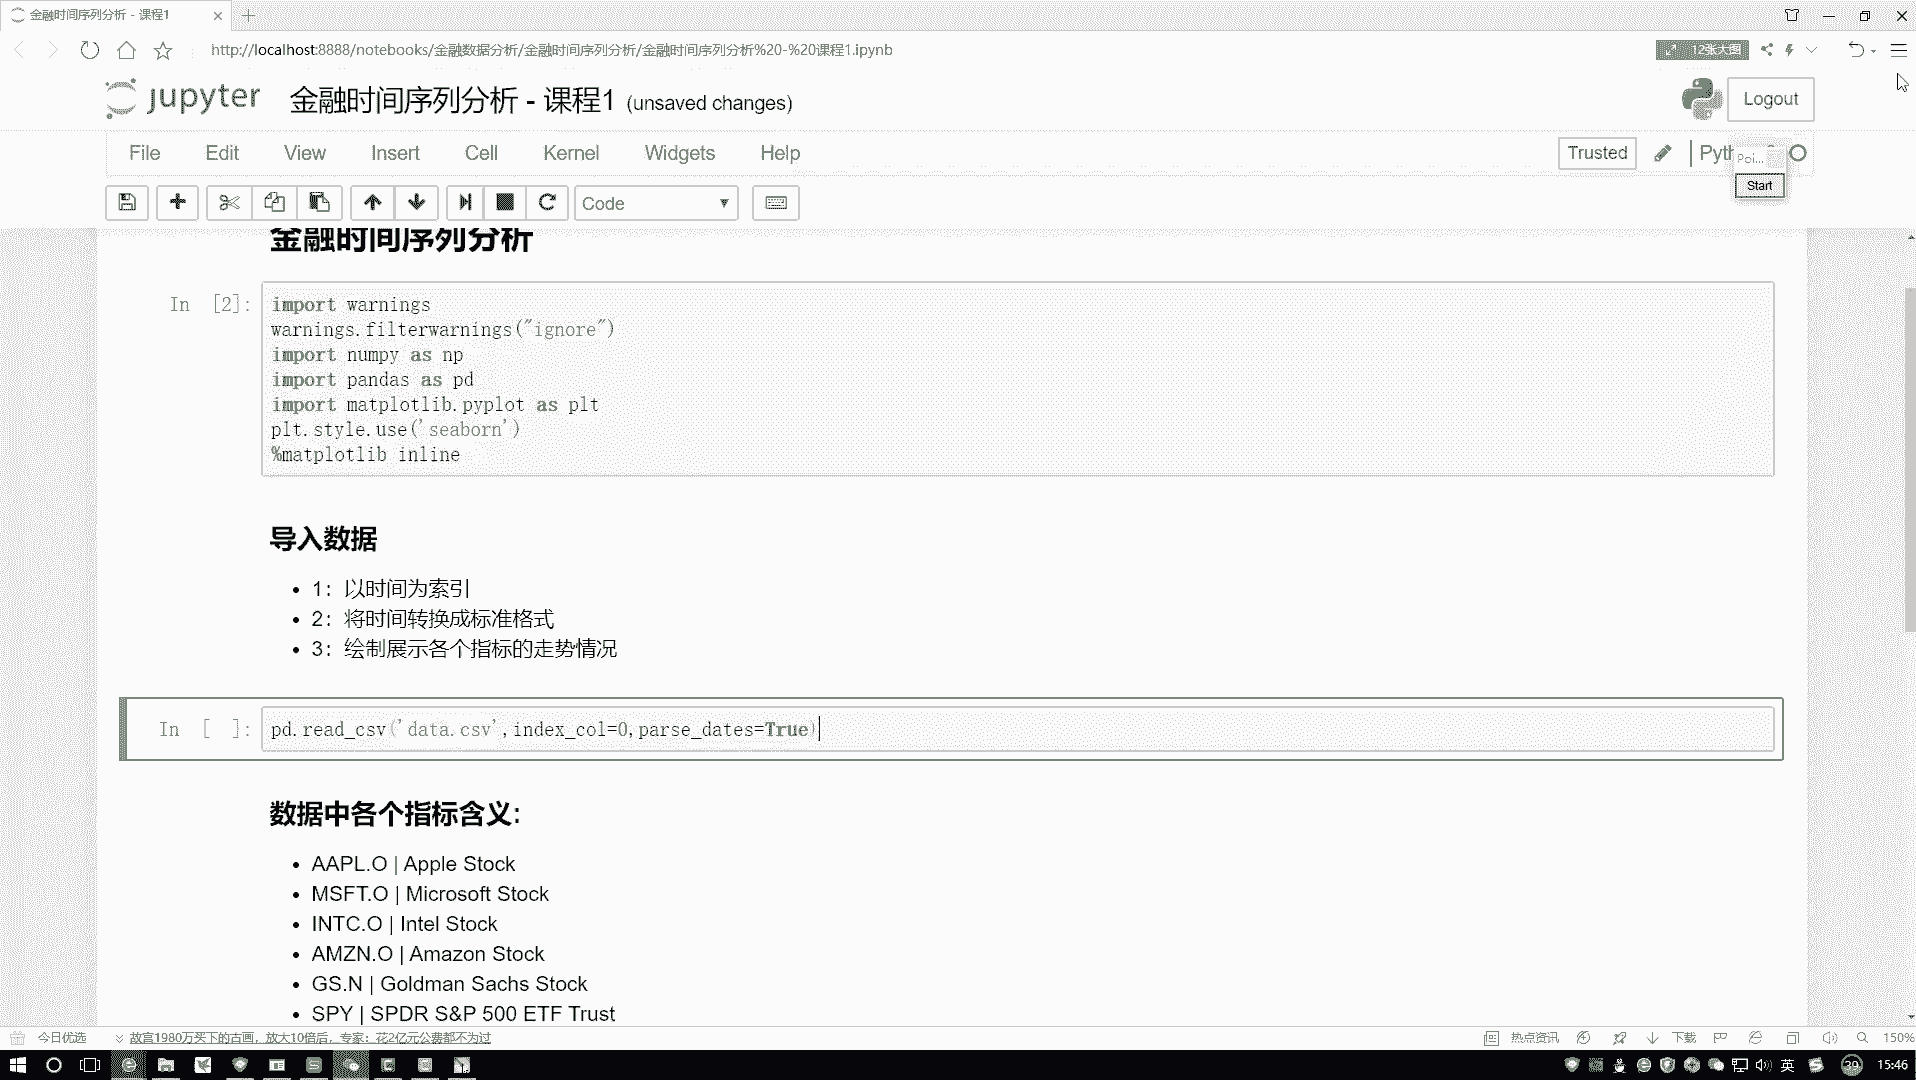 金融时间序列分析 - 课程1
http://localhost:8888/notebooks/金融数据分析/金融时间序列分析/金融时间序列分析%20-%20课程1.ipynb
12张大图
jupyter 金融时间序列分析 - 课程1 (unsaved changes)
Logout
File Edit View Insert Cell Kernel Widgets Help
Trusted
Pyth
Poi...
Start
Code
金融时间序列分析
In [2]:
import warnings
warnings.filterwarnings("ignore")
import numpy as np
import pandas as pd
import matplotlib.pyplot as plt
plt.style.use('seaborn')
%matplotlib inline
导入数据
• 1：以时间为索引
• 2：将时间转换成标准格式
• 3：绘制展示各个指标的走势情况
In [ ]:
pd.read_csv('data.csv',index_col=0,parse_dates=True)
数据中各个指标含义:
• AAPL.O | Apple Stock
• MSFT.O | Microsoft Stock
• INTC.O | Intel Stock
• AMZN.O | Amazon Stock
• GS.N | Goldman Sachs Stock
• SPY | SPDR S&P 500 ETF Trust
今日优选
故宫1980万买下的古画，放大10倍后，专家：花2亿元公费都不为过
热点资讯
下载
150%
英
39
15:46